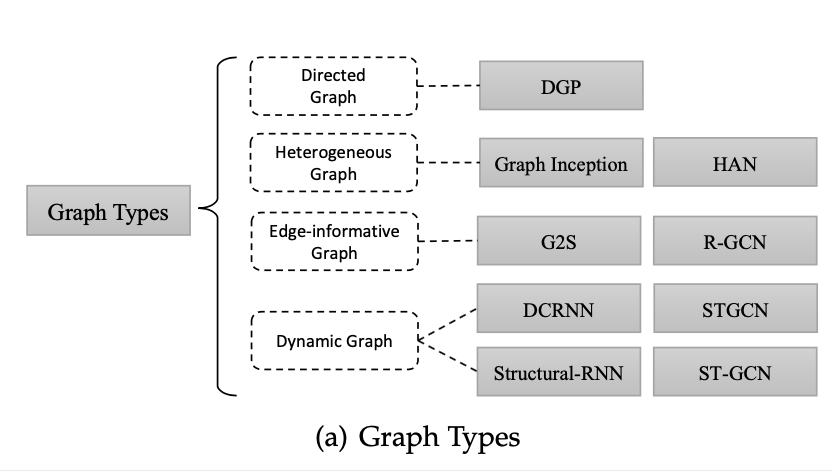 Graph Types
Directed
Graph
DGP
Heterogeneous
Graph
Graph Inception
HAN
Edge-informative
Graph
G2S
R-GCN
Dynamic Graph
DCRNN
STGCN
Structural-RNN
ST-GCN
(a) Graph Types